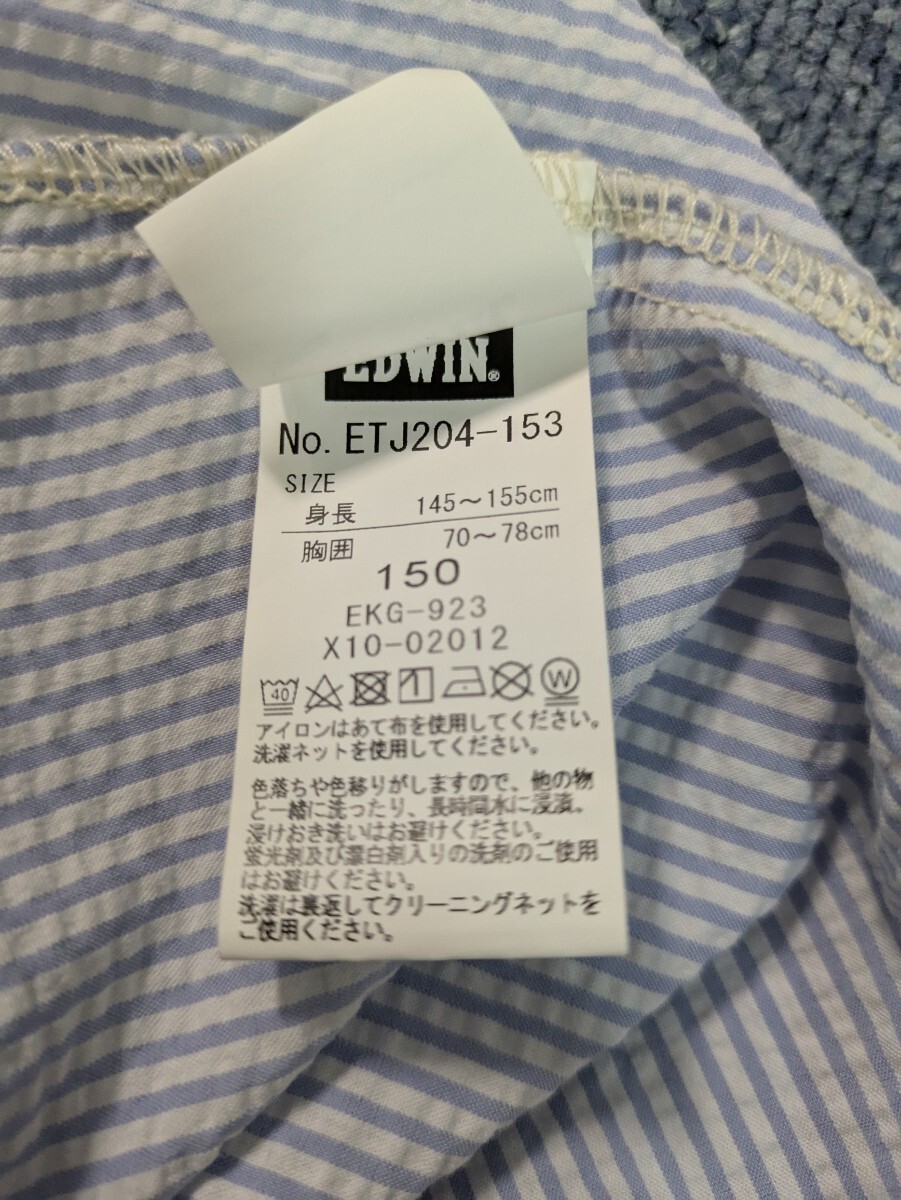 EDWIN®
No. ETJ204-153
SIZE
身長 145～155cm
胸囲 70～78cm
150
EKG-923
X10-02012
40 W
アイロンはあて布を使用してください。
洗濯ネットを使用してください。
色落ちや色移りがしますので、他の物
と一緒に洗ったり、長時間水に浸漬。
浸けおき洗いはお避けください。
蛍光剤及び漂白剤入りの洗剤のご使用
はお避けください。
洗濯は裏返してクリーニングネットを
ご使用ください。